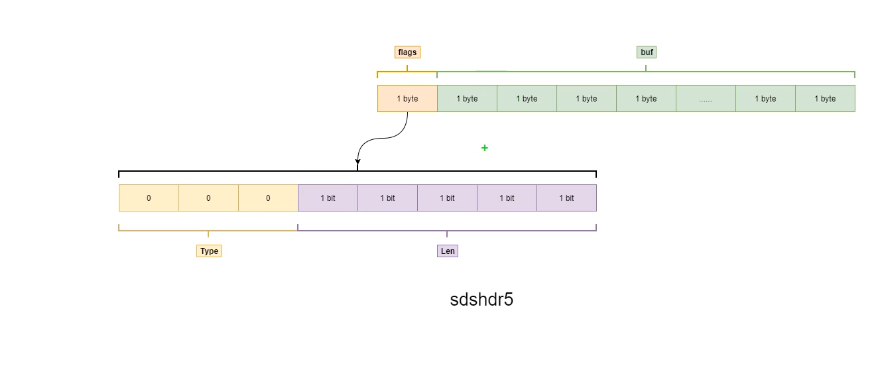 flags buf
1 byte 1 byte 1 byte 1 byte 1 byte ...... 1 byte 1 byte
+
0 0 0 1 bit 1 bit 1 bit 1 bit 1 bit
Type Len
sdshdr5